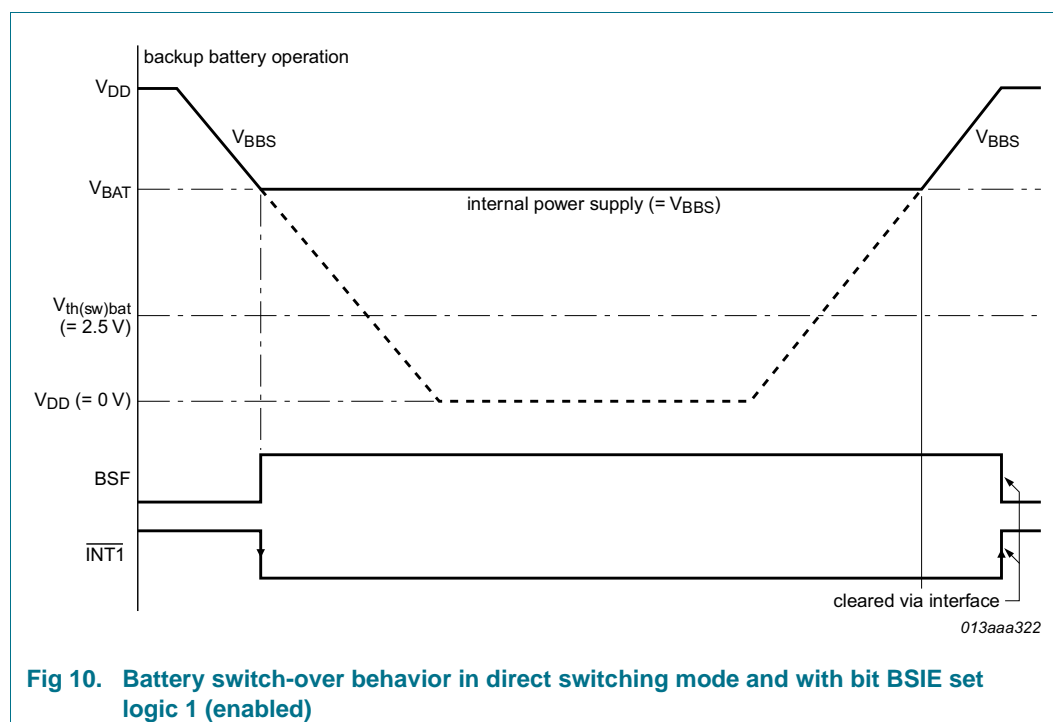 backup battery operation
VDD
VBBS
VBBS
VBAT
internal power supply (= VBBS)
Vth(sw)bat
(= 2.5 V)
VDD (= 0 V)
BSF
INT1
cleared via interface
013aaa322
Fig 10. Battery switch-over behavior in direct switching mode and with bit BSIE set
logic 1 (enabled)